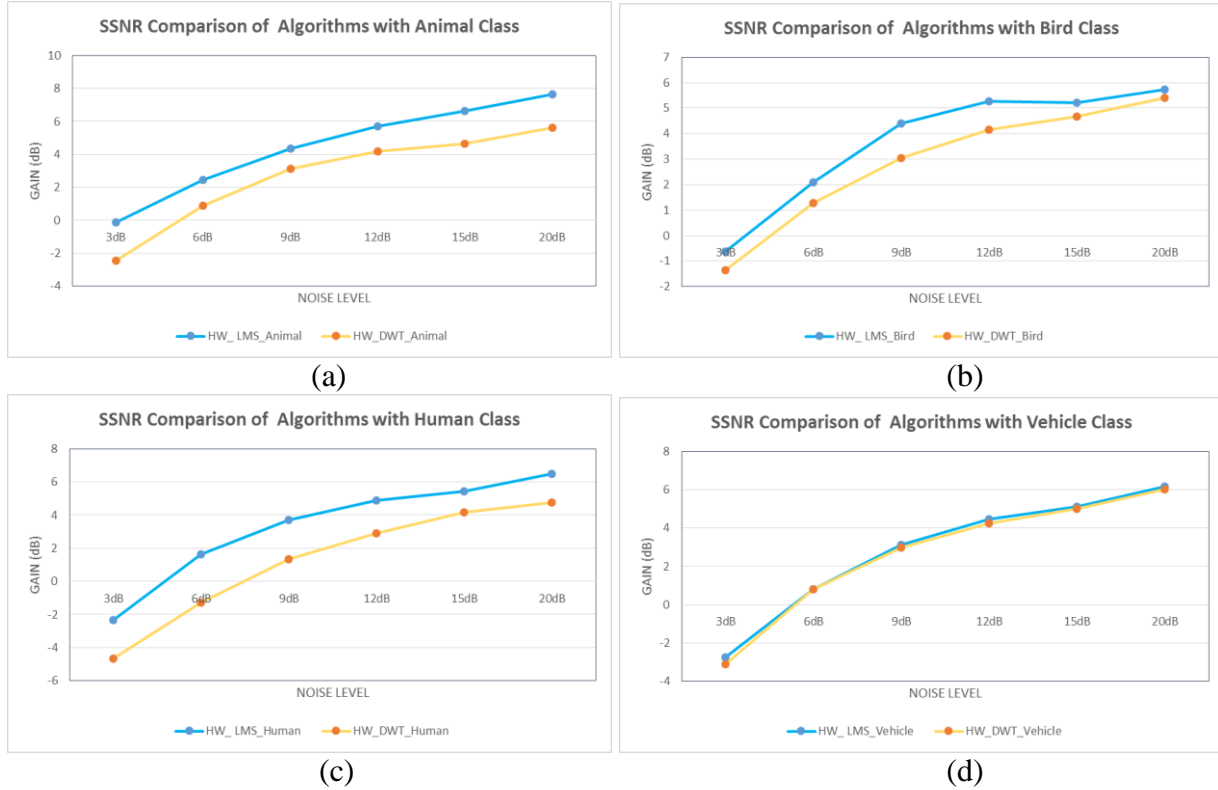 SSNR Comparison of Algorithms with Animal Class
GAIN (dB)
10
8
6
4
2
0
-2
-4
3dB 6dB 9dB 12dB 15dB 20dB
NOISE LEVEL
HW_ LMS_Animal HW_DWT_Animal
(a)
SSNR Comparison of Algorithms with Bird Class
GAIN (dB)
7
6
5
4
3
2
1
0
-1
-2
3dB 6dB 9dB 12dB 15dB 20dB
NOISE LEVEL
HW_ LMS_Bird HW_DWT_Bird
(b)
SSNR Comparison of Algorithms with Human Class
GAIN (dB)
8
6
4
2
0
-2
-4
-6
3dB 6dB 9dB 12dB 15dB 20dB
NOISE LEVEL
HW_ LMS_Human HW_DWT_Human
(c)
SSNR Comparison of Algorithms with Vehicle Class
GAIN (dB)
8
6
4
2
0
-2
-4
3dB 6dB 9dB 12dB 15dB 20dB
NOISE LEVEL
HW_ LMS_Vehicle HW_DWT_Vehicle
(d)